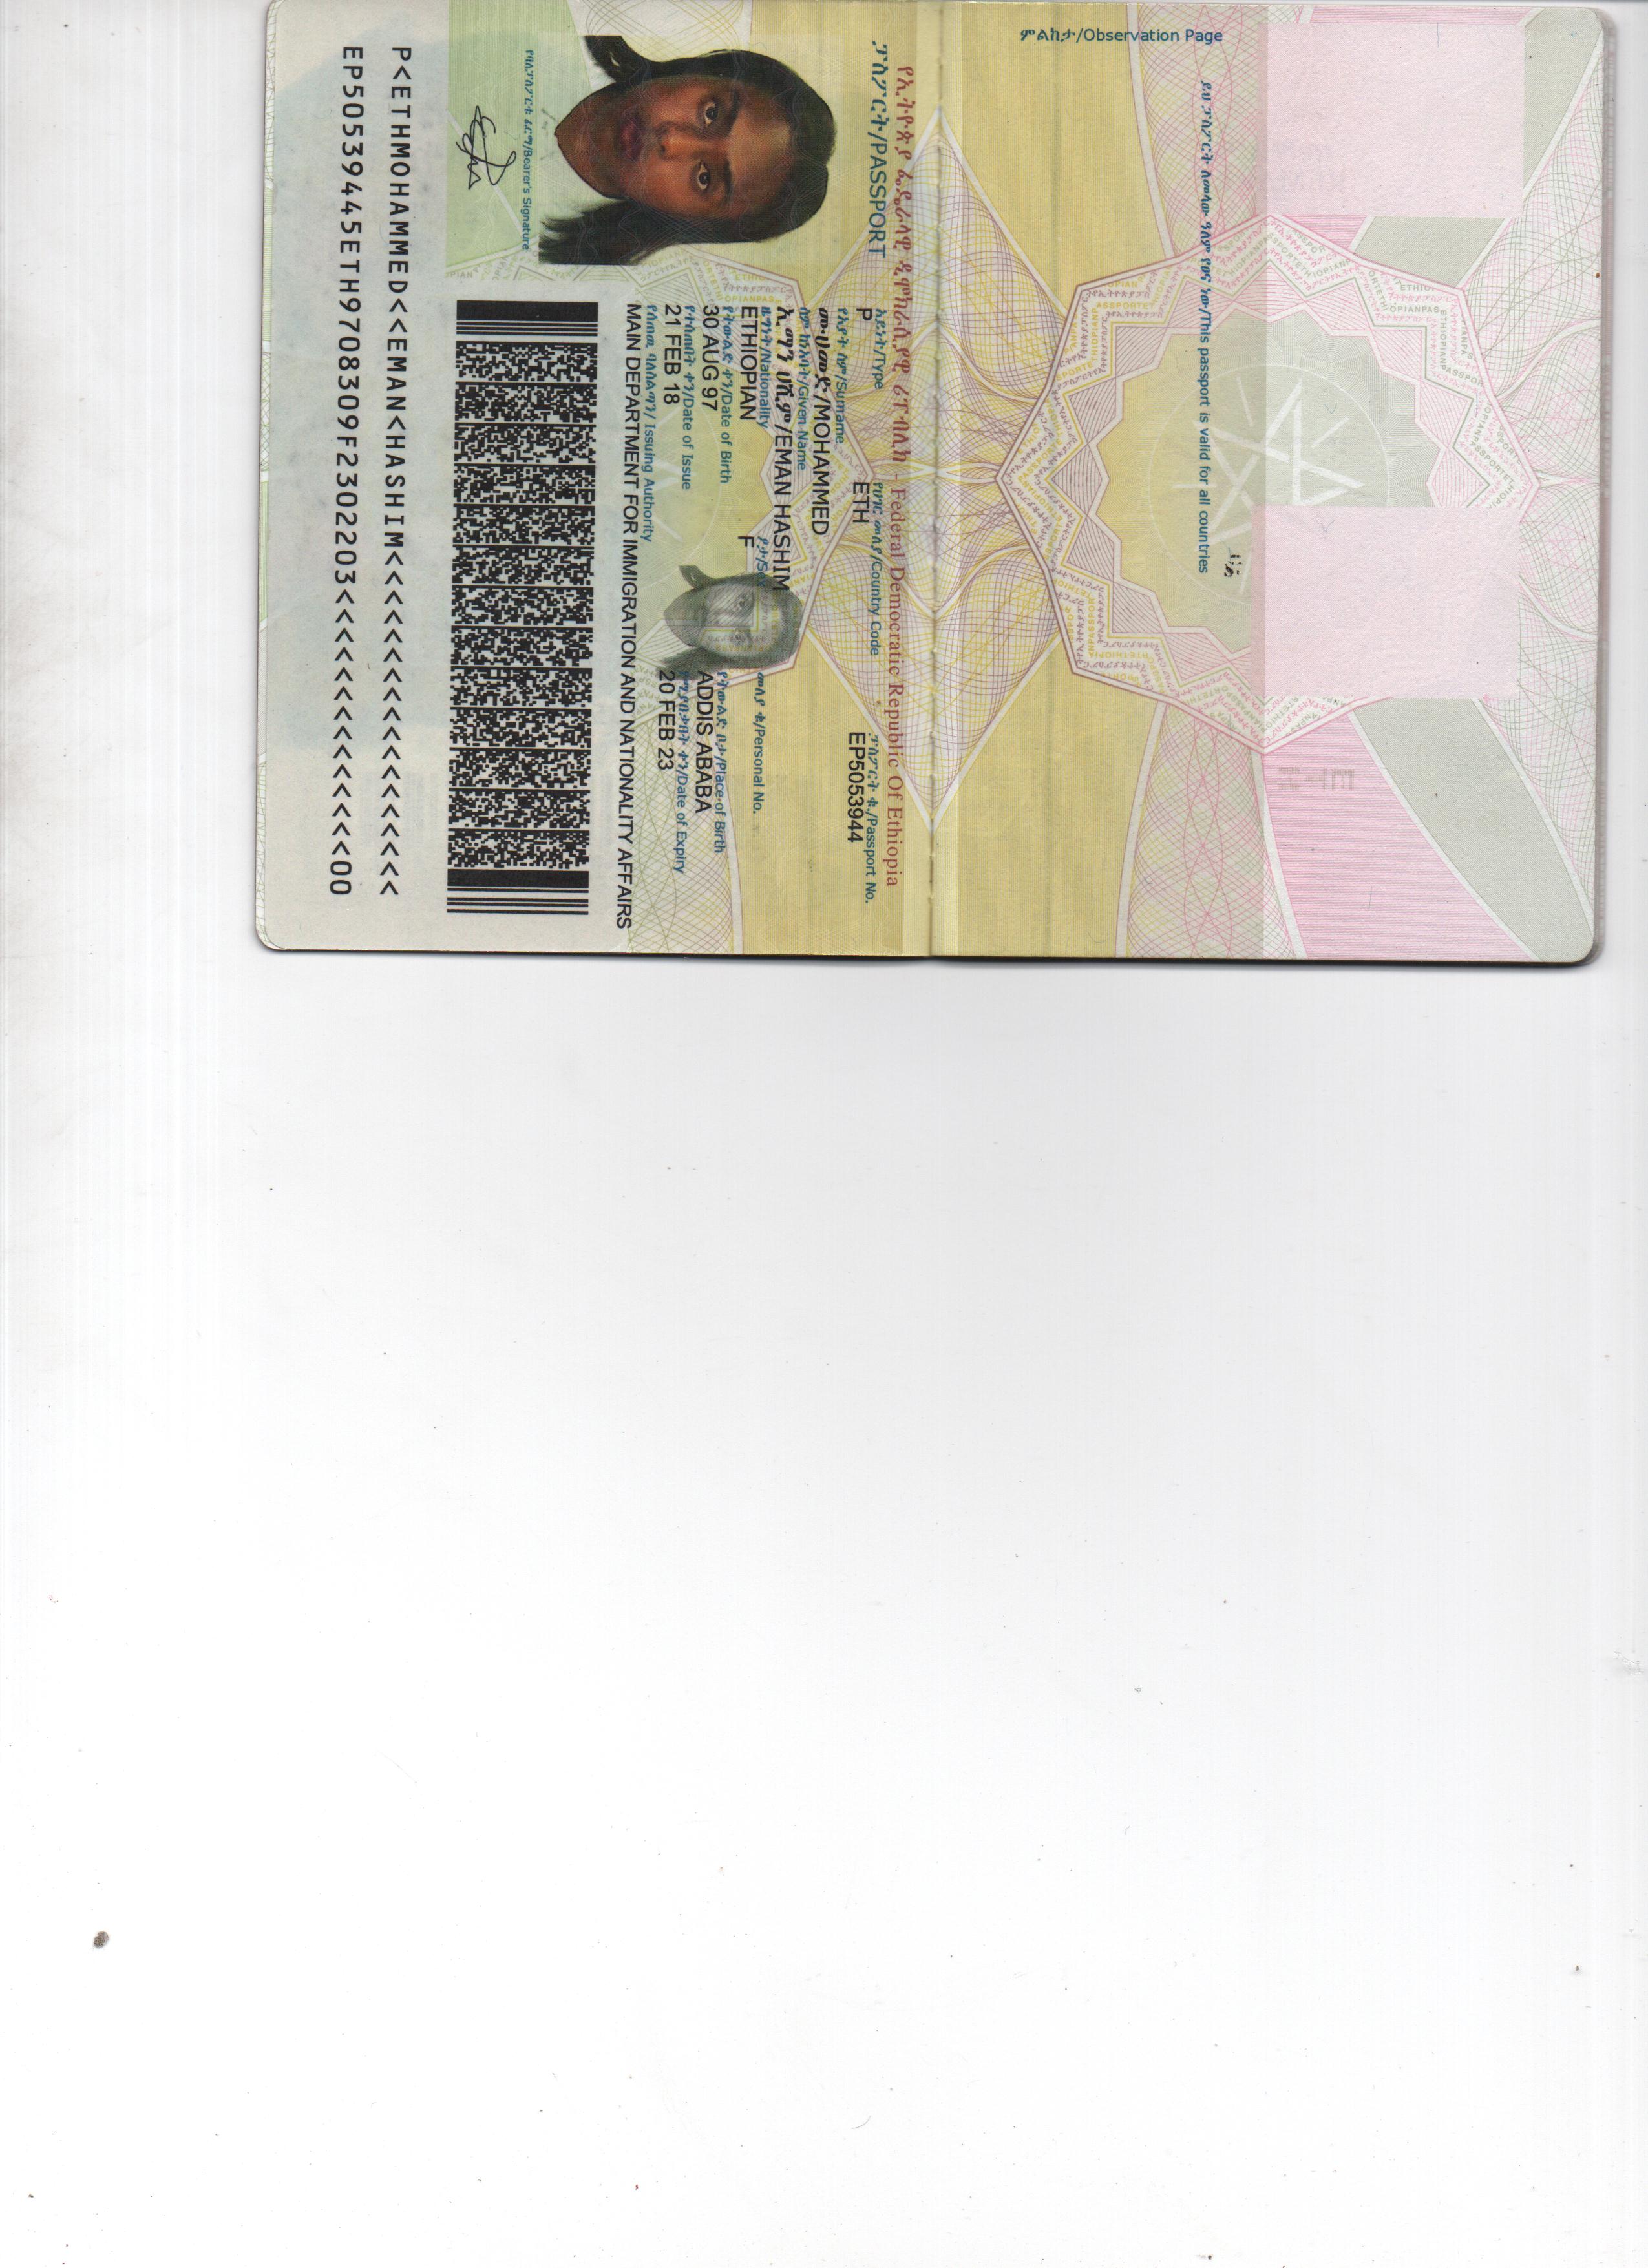 ምልከታ/Observation Page
ይህ ፓስፖርት ለመላው ዓለም የፀና ነው/This passport is valid for all countries
የኢትዮጵያ ፌዴራላዊ ዲሞክራሲያዊ ሪፐብሊክ - Federal Democratic Republic Of Ethiopia
ፓስፖርት/PASSPORT
ዓይነት/Type
የሀገር መለያ/Country Code
ፓስፖርት ቁ./Passport No.
P
ETH
EP5053944
የአያት ስም/Surname
ሙህመድ/MOHAMMED
ስም ከነአባት/Given Name
ኢማን ሀሺም/EMAN HASHIM
ዜግነት/Nationality
ፆታ/Sex
መለያ ቁ/Personal No.
ETHIOPIAN
F
የትውልድ ቀን/Date of Birth
የትውልድ ቦታ/Place of Birth
30 AUG 97
ADDIS ABABA
የተሰጠበት ቀን/Date of Issue
የሚያበቃበት ቀን/Date of Expiry
21 FEB 18
20 FEB 23
የሰጠው ባለስልጣን/ Issuing Authority
MAIN DEPARTMENT FOR IMMIGRATION AND NATIONALITY AFFAIRS
የባለፓስፖርቱ ፊርማ/Bearer's Signature
P<ETHMOHAMMED<<EMAN<HASHIM<<<<<<<<<<<<<<<<<<
EP50539445ETH9708309F2302203<<<<<<<<<<<<<<00